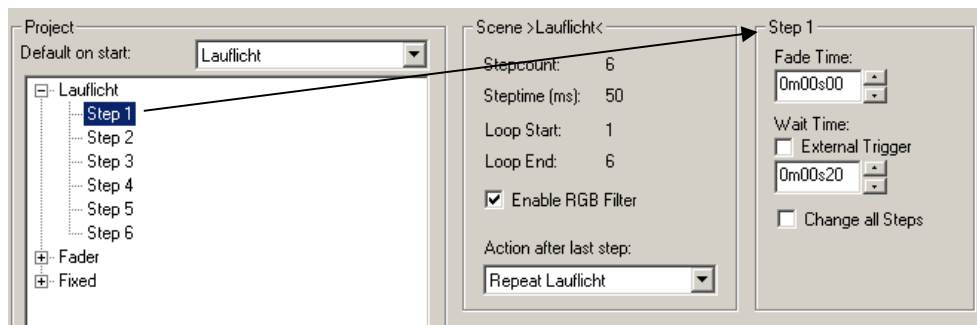 Project
Default on start: Lauflicht
Lauflicht
Step 1
Step 2
Step 3
Step 4
Step 5
Step 6
Fader
Fixed
Scene >Lauflicht<
Stepcount: 6
Steptime (ms): 50
Loop Start: 1
Loop End: 6
Enable RGB Filter
Action after last step:
Repeat Lauflicht
Step 1
Fade Time:
0m00s00
Wait Time:
External Trigger
0m00s20
Change all Steps